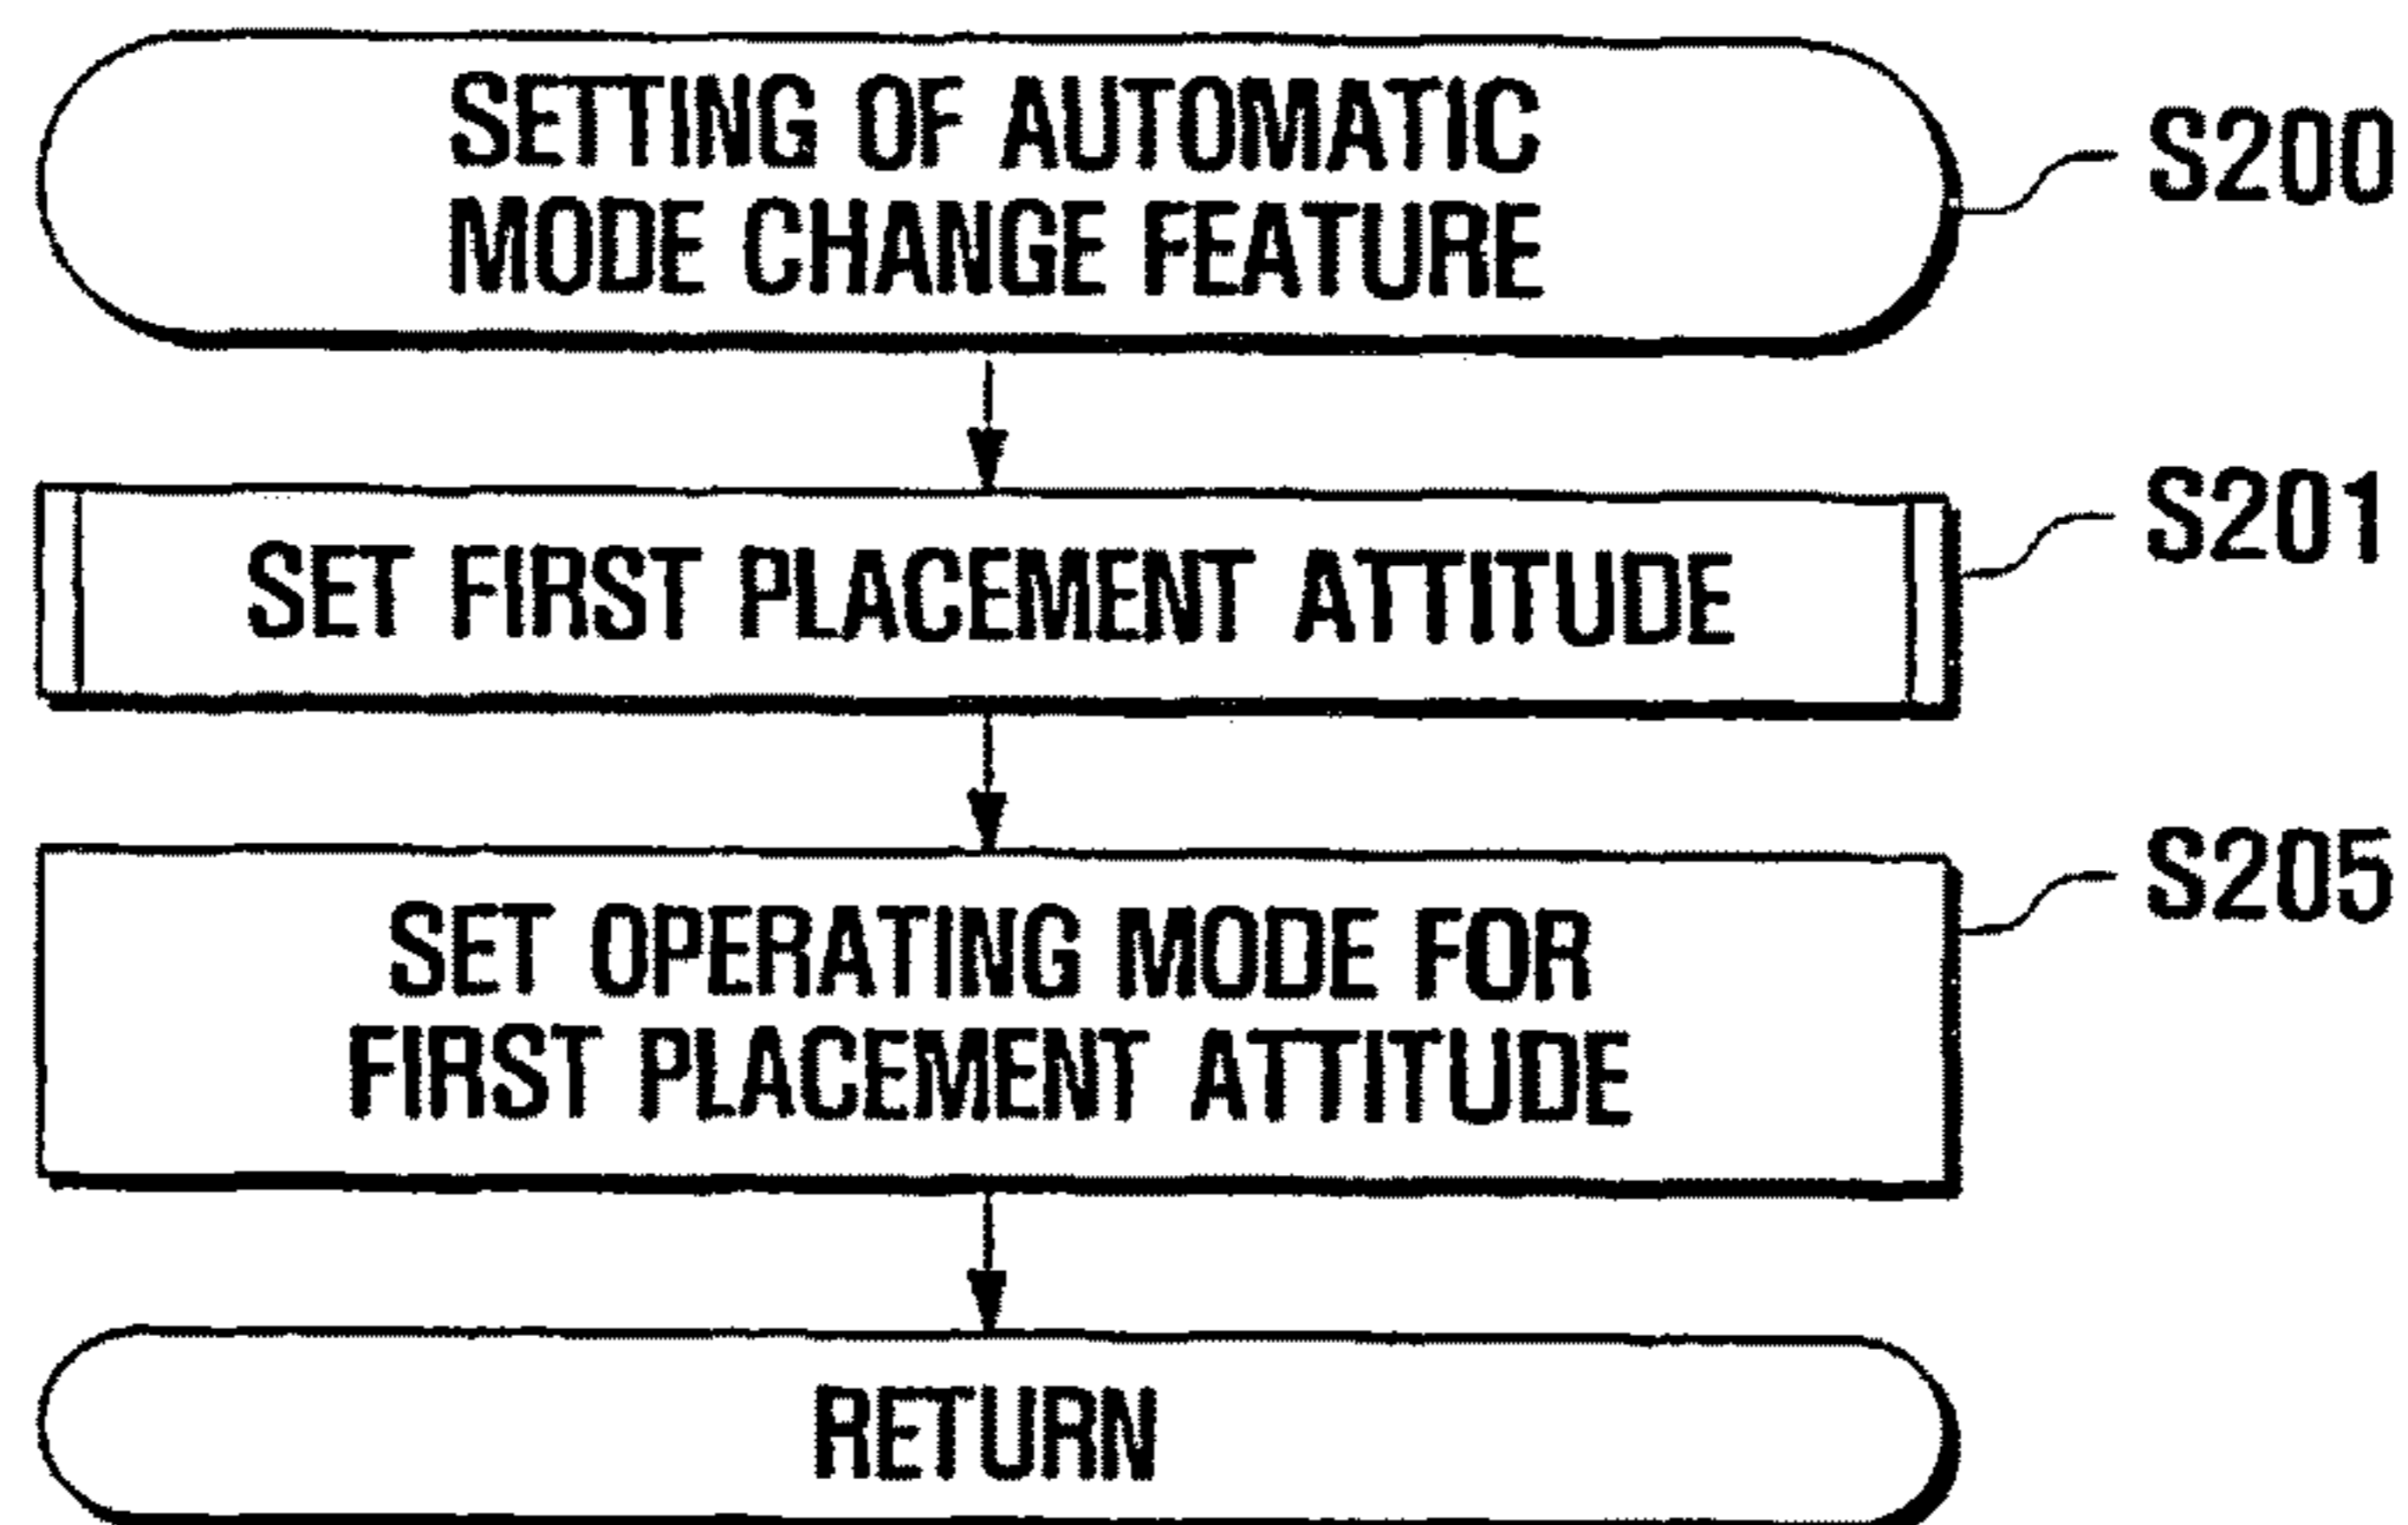 SETTING OF AUTOMATIC
MODE CHANGE FEATURE
S200
SET FIRST PLACEMENT ATTITUDE
S201
SET OPERATING MODE FOR
FIRST PLACEMENT ATTITUDE
S205
RETURN